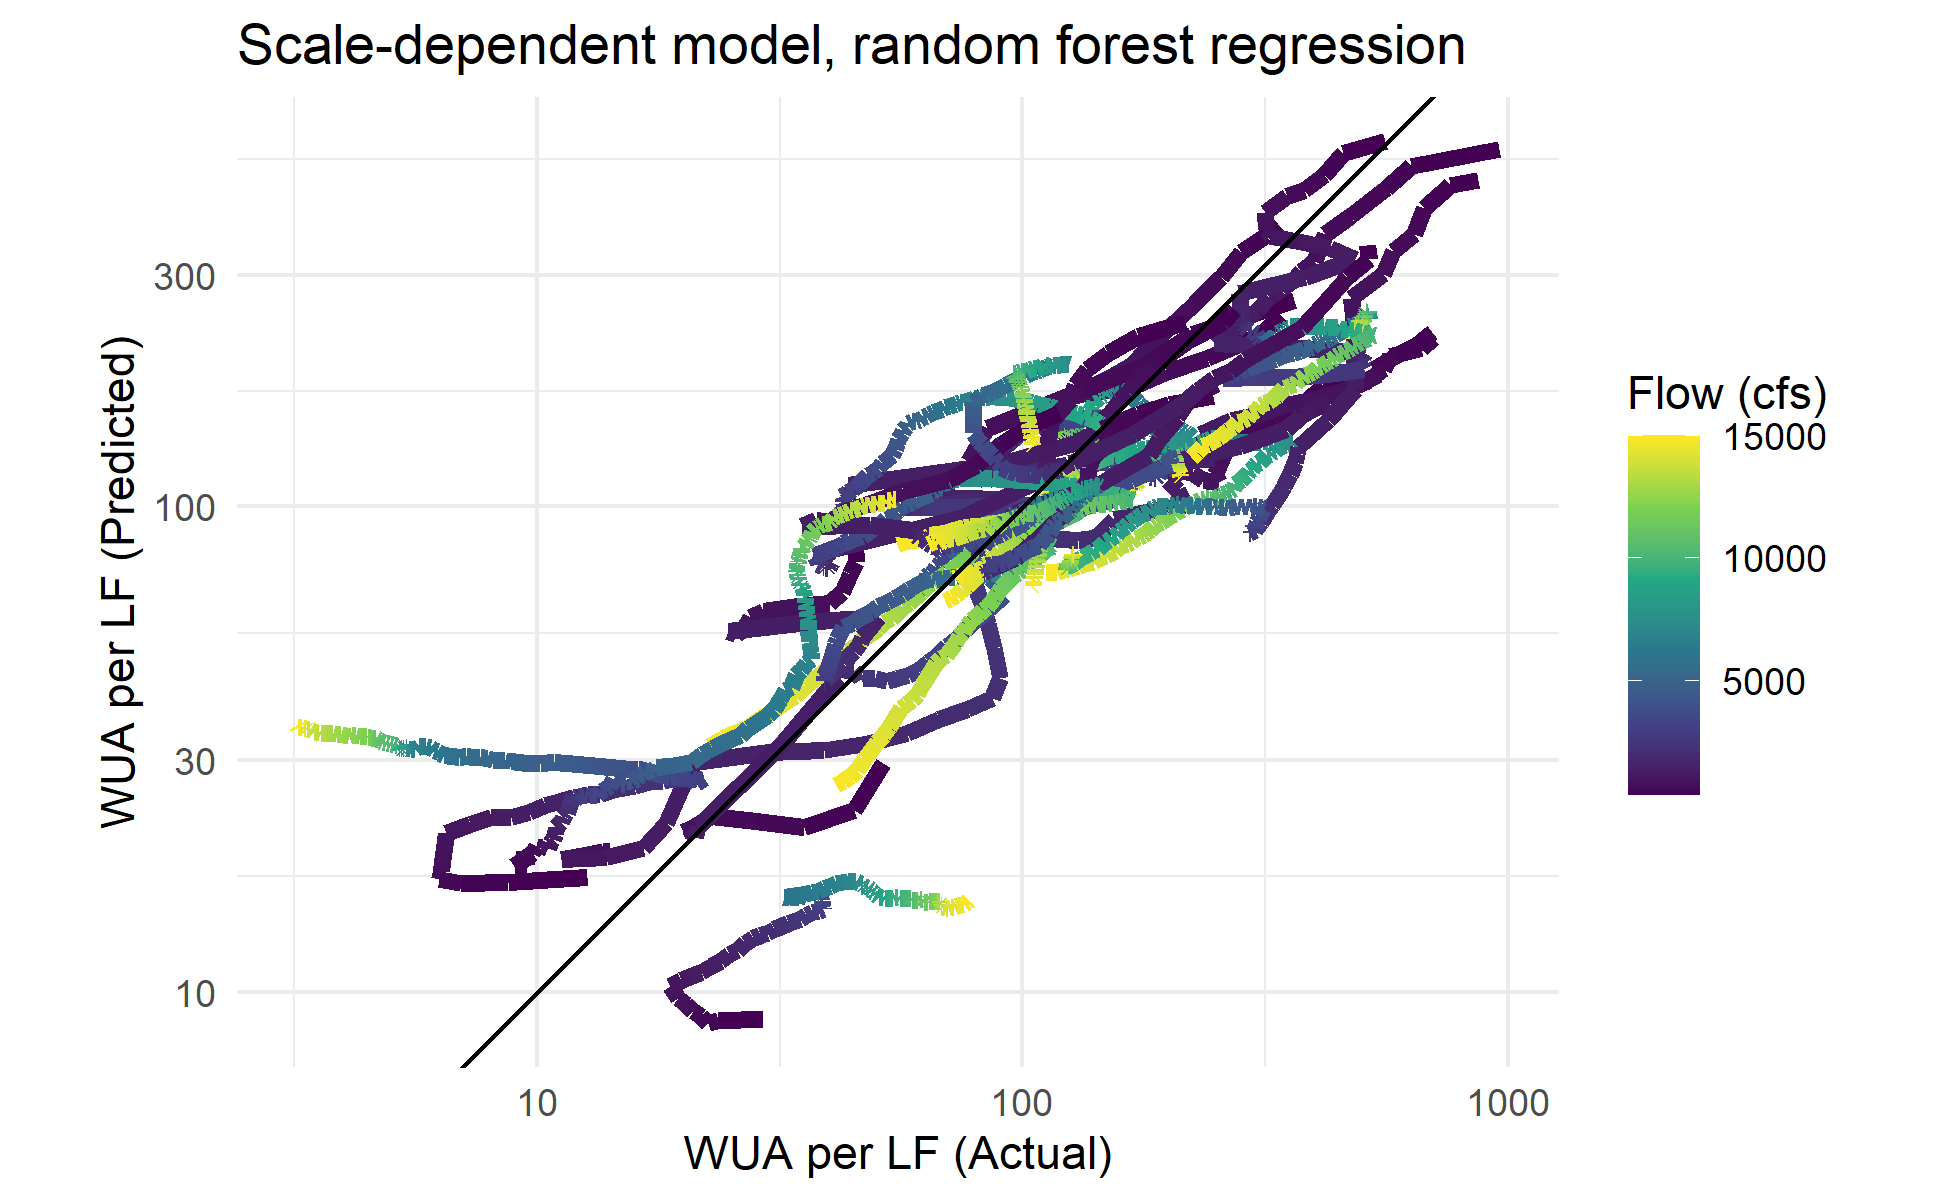 Scale-dependent model, random forest regression
WUA per LF (Predicted)
300
100
30
10
10
100
1000
WUA per LF (Actual)
Flow (cfs)
15000
10000
5000